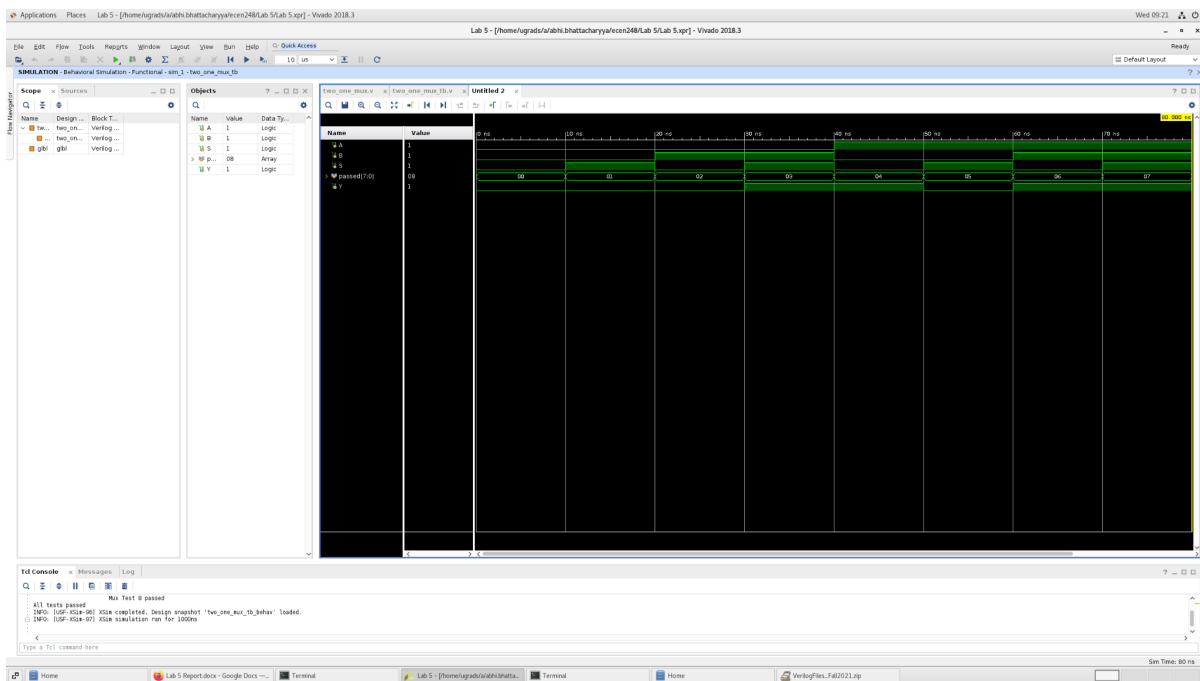 Applications Places Lab 5 - [/home/ugrads/a/abhi.bhattacharyya/ecen248/Lab 5/Lab 5.xpr] - Vivado 2018.3 Wed 09:21
Lab 5 - [/home/ugrads/a/abhi.bhattacharyya/ecen248/Lab 5/Lab 5.xpr] - Vivado 2018.3
File Edit Flow Tools Reports Window Layout View Run Help Quick Access Ready
10 us Default Layout
SIMULATION - Behavioral Simulation - Functional - sim_1 - two_one_mux_tb
Flow Navigator
Scope Sources
Name Design ... Block T...
tw... two_on... Verilog ...
... two_on... Verilog ...
glbl glbl Verilog ...
Objects
Name Value Data Ty...
A 1 Logic
B 1 Logic
S 1 Logic
p... 08 Array
Y 1 Logic
two_one_mux.v two_one_mux_tb.v Untitled 2
80.000 ns
Name Value 0 ns 10 ns 20 ns 30 ns 40 ns 50 ns 60 ns 70 ns
A 1
B 1
S 1
passed[7:0] 08 00 01 02 03 04 05 06 07
Y 1
Tcl Console Messages Log
Mux Test 8 passed
All tests passed
INFO: [USF-XSim-96] XSim completed. Design snapshot 'two_one_mux_tb_behav' loaded.
INFO: [USF-XSim-97] XSim simulation run for 1000ns
Type a Tcl command here
Sim Time: 80 ns
Home Lab 5 Report.docx - Google Docs —... Terminal Lab 5 - [/home/ugrads/a/abhi.bhatta... Terminal Home VerilogFiles_Fall2021.zip